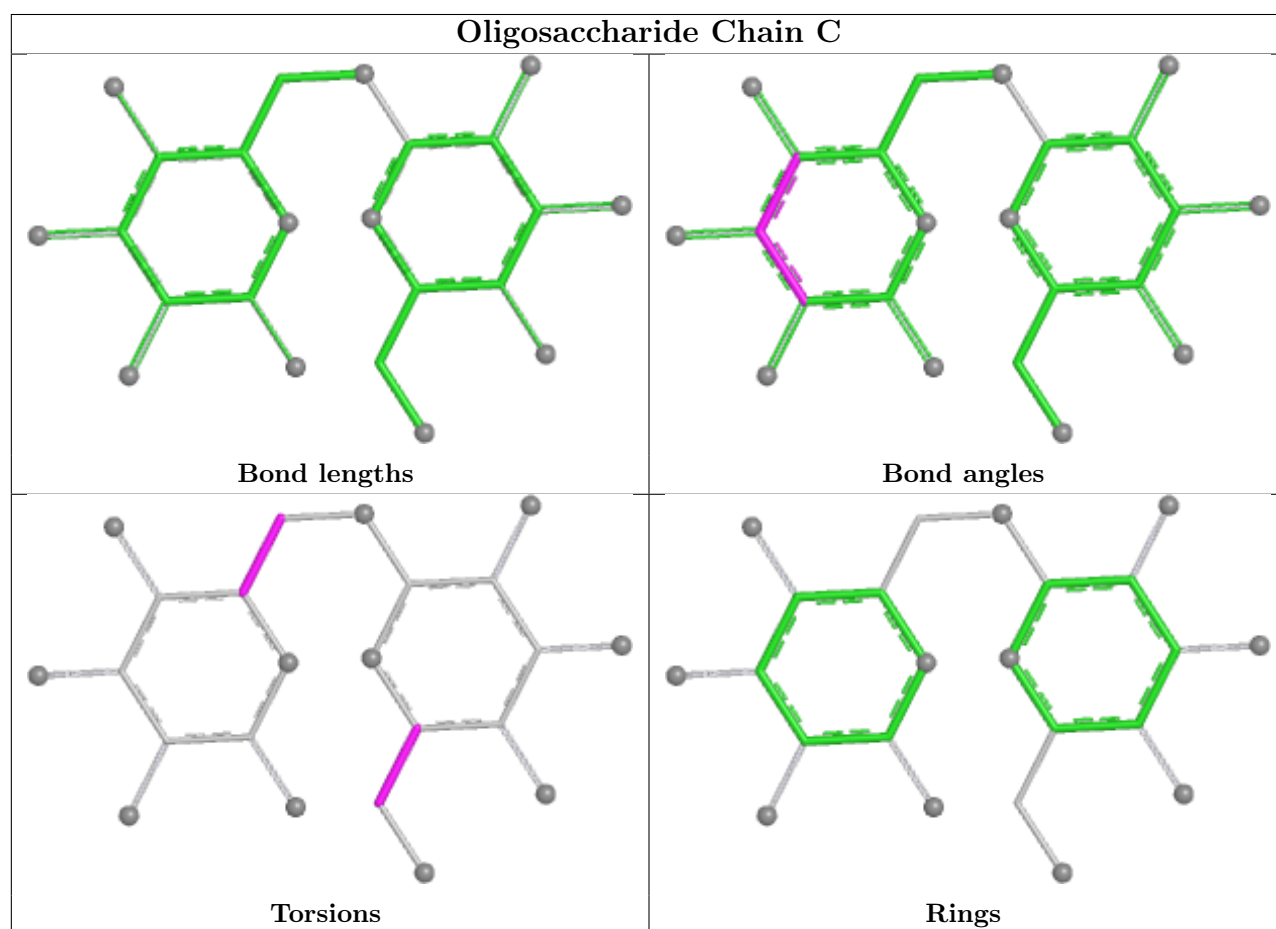 Oligosaccharide Chain C
Bond lengths
Bond angles
Torsions
Rings